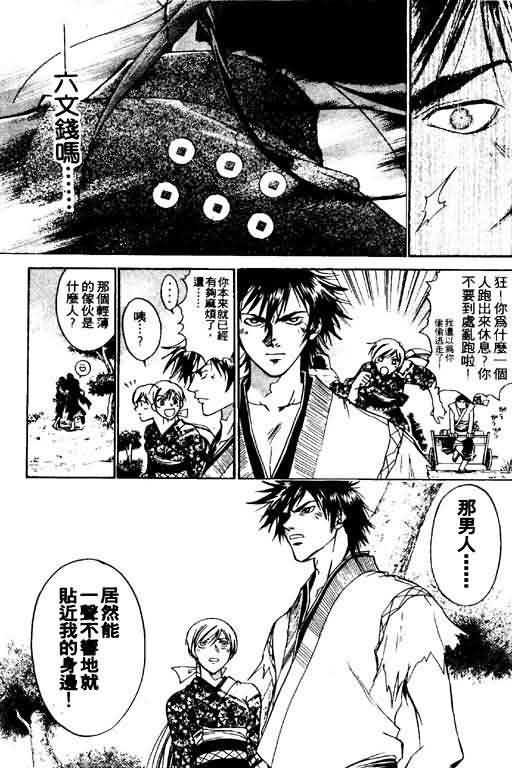 ——六文錢嗎……
狂！你為什麼一個
人跑出來休息？你
不要到處亂跑啦！
我還以為你
偷偷逃走了
你本來就已經
有夠麻煩了
還……
……
咦…？
那個輕薄
的傢伙是
什麼人？
那男人……
居然能
一聲不響地就
貼近我的身邊！